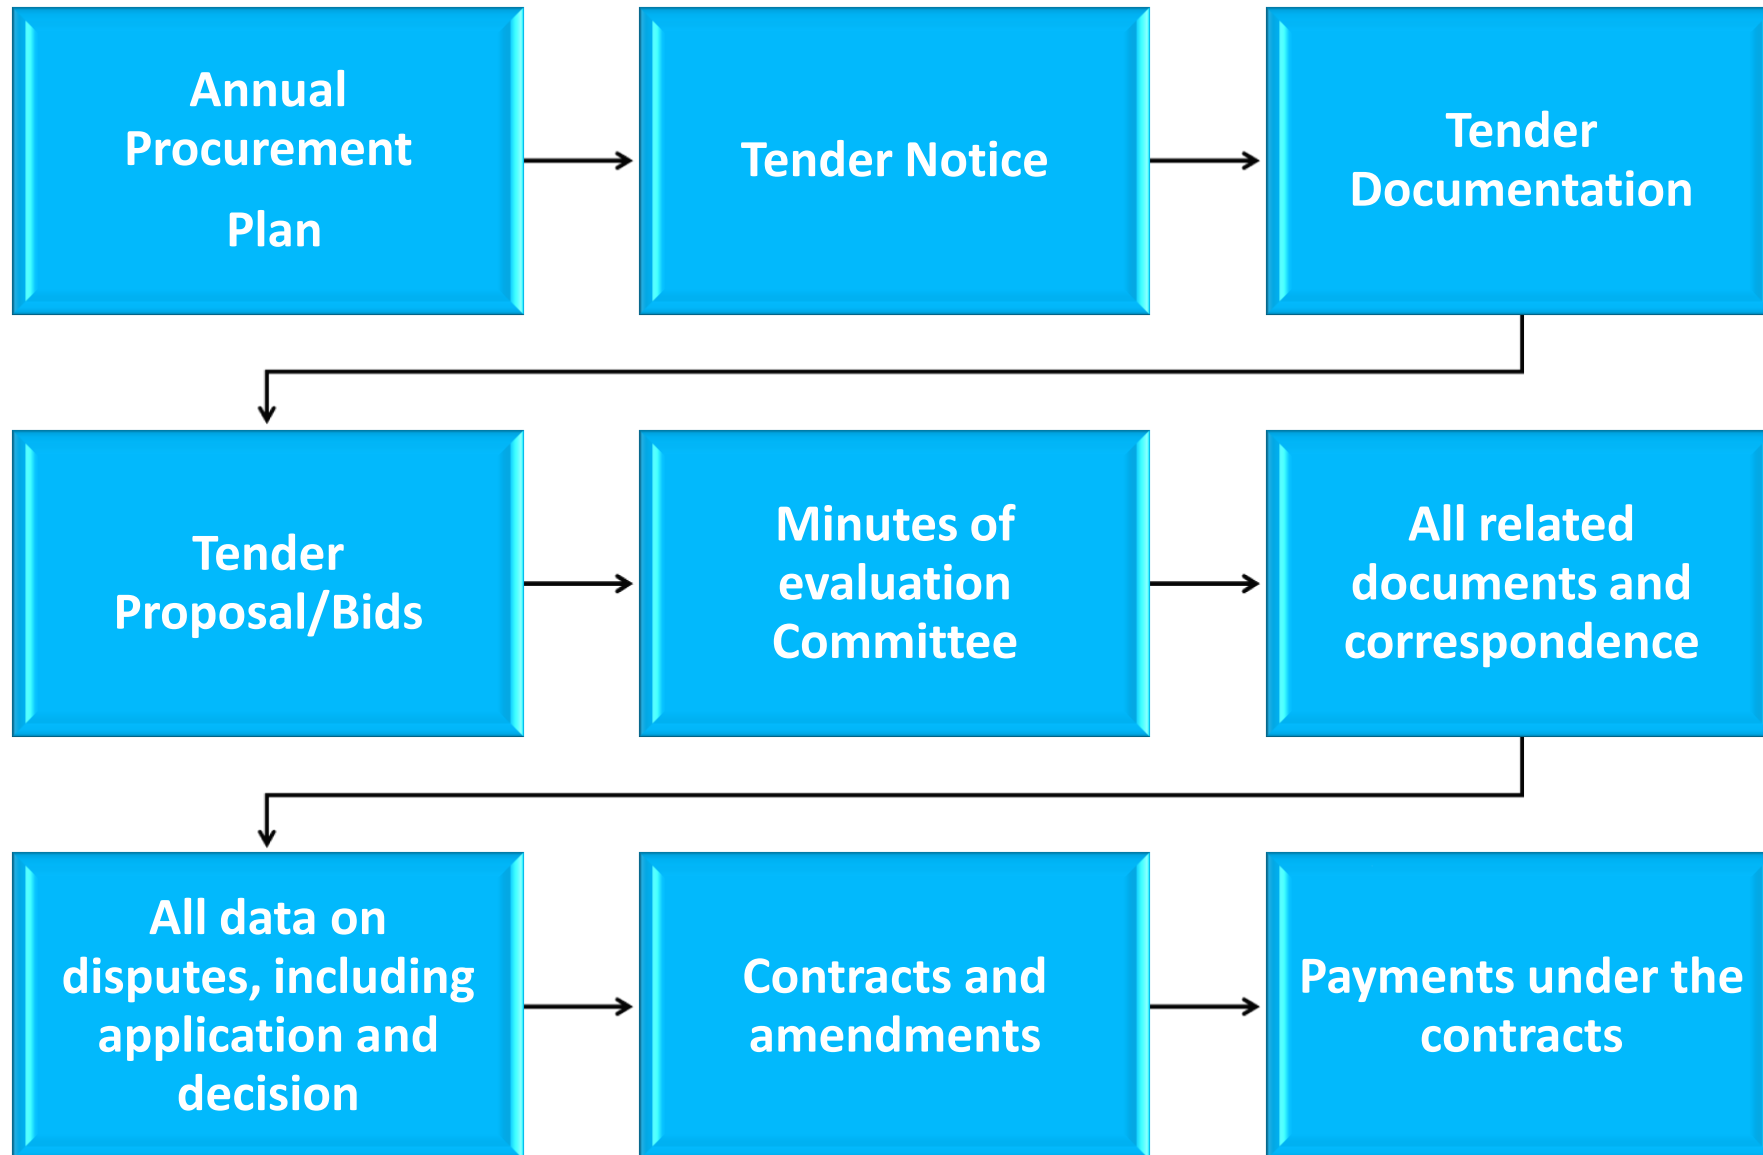 Annual
Procurement
Plan
Tender Notice
Tender
Documentation
Tender
Proposal/Bids
Minutes of
evaluation
Committee
All related
documents and
correspondence
All data on
disputes, including
application and
decision
Contracts and
amendments
Payments under the
contracts